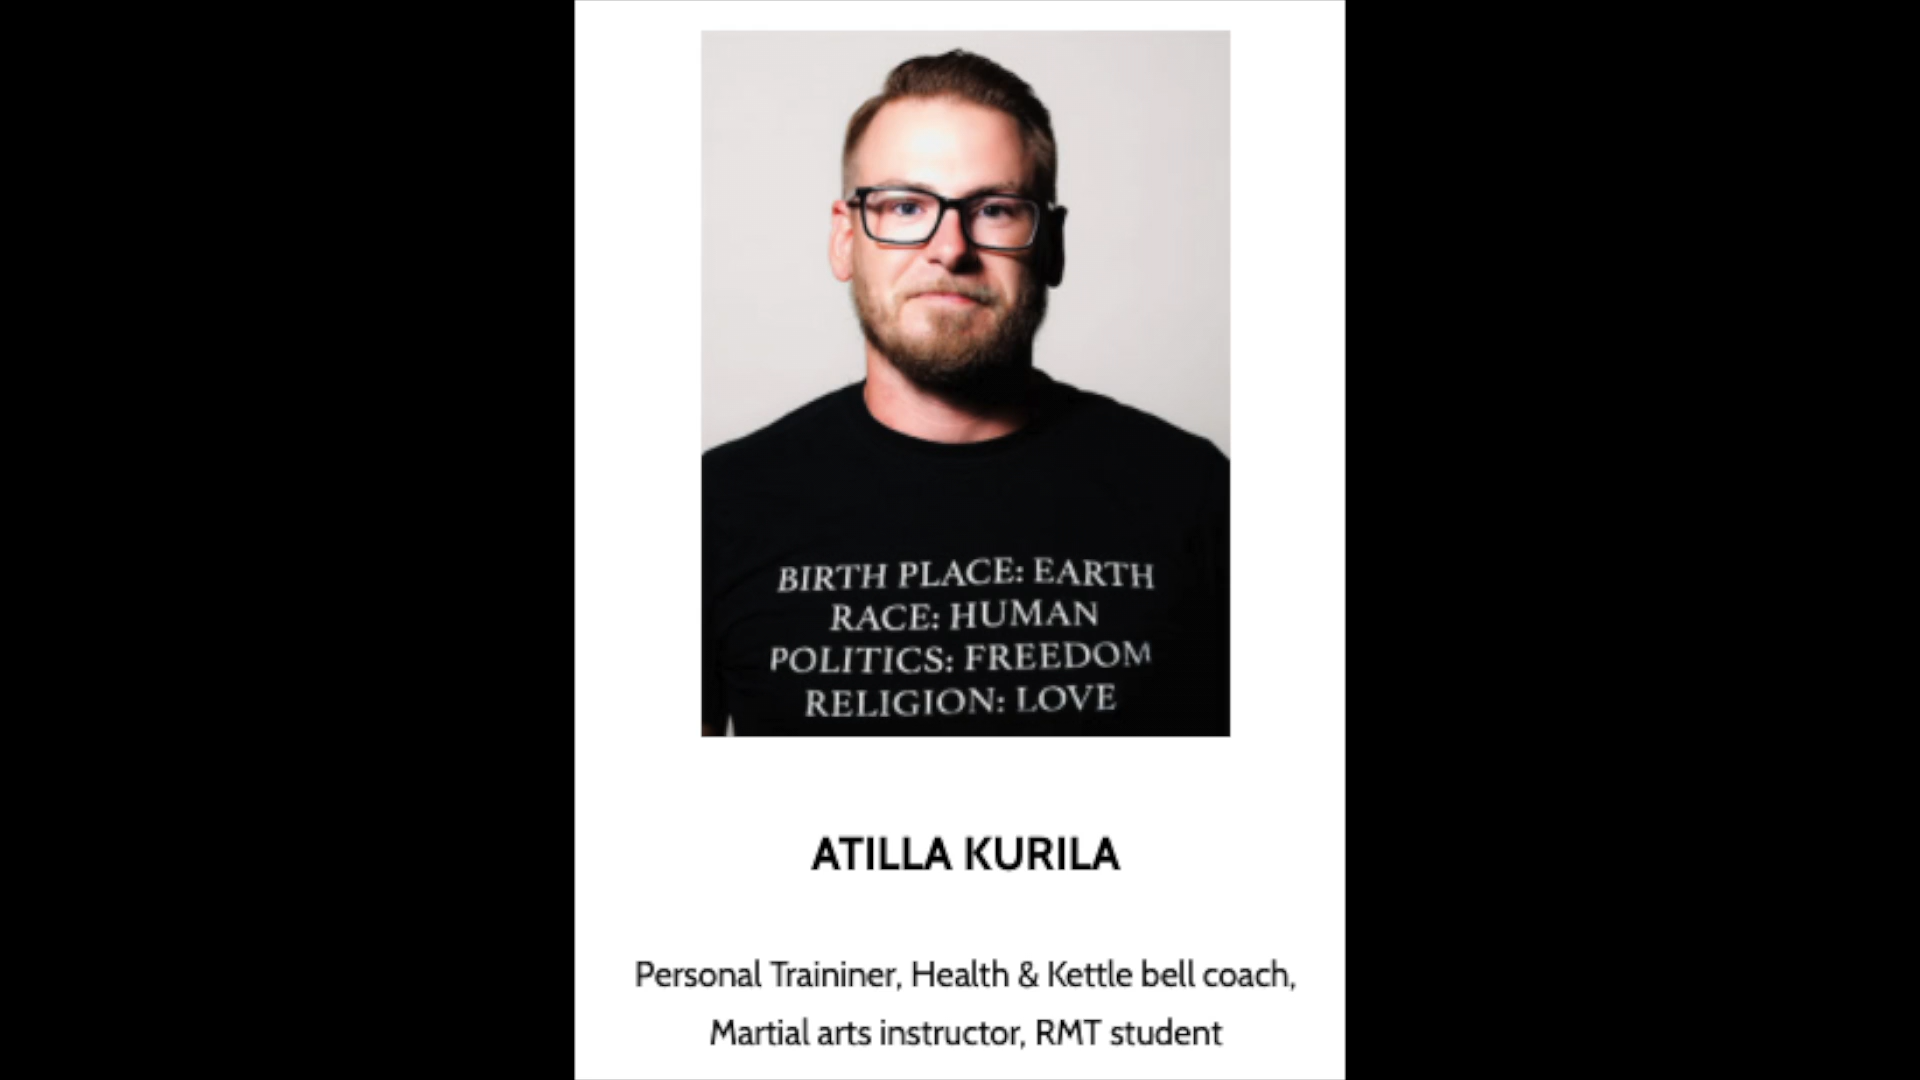 BIRTH PLACE: EARTH
RACE: HUMAN
POLITICS: FREEDOM
RELIGION: LOVE
ATILLA KURILA
Personal Traininer, Health & Kettle bell coach,
Martial arts instructor, RMT student